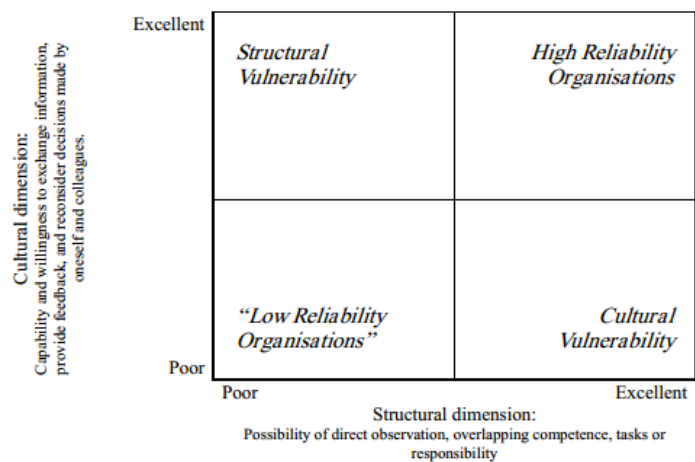 Excellent
Structural
Vulnerability
High Reliability
Organisations
Cultural dimension:
Capability and willingness to exchange information,
provide feedback, and reconsider decisions made by
oneself and colleagues.
“Low Reliability
Organisations”
Cultural
Vulnerability
Poor
Poor
Excellent
Structural dimension:
Possibility of direct observation, overlapping competence, tasks or
responsibility